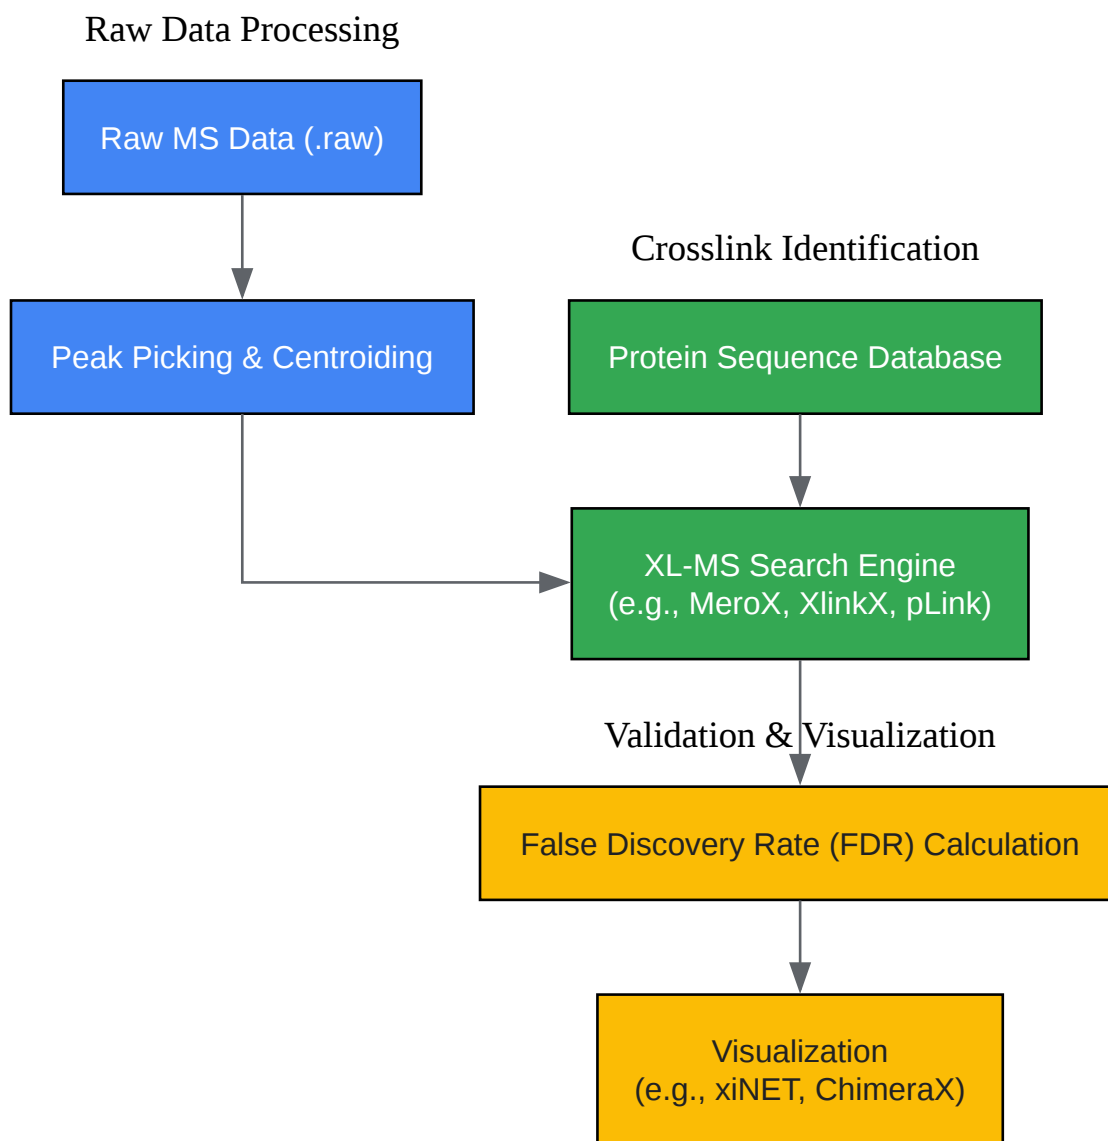 Raw Data Processing
Raw MS Data (.raw)
Crosslink Identification
Peak Picking & Centroiding
Protein Sequence Database
XL-MS Search Engine
(e.g., MeroX, XlinkX, pLink)
Validation & Visualization
False Discovery Rate (FDR) Calculation
Visualization
(e.g., xiNET, ChimeraX)